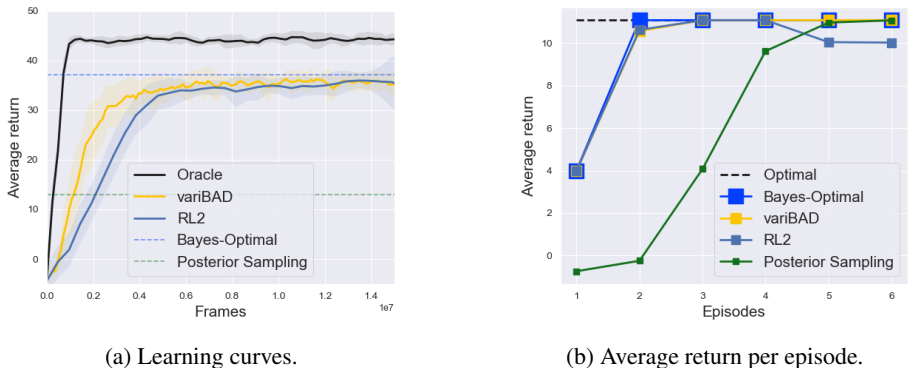 50
40
30
20
10
0
Average return
0.0 0.2 0.4 0.6 0.8 1.0 1.2 1.4
1e7
Frames
Oracle
variBAD
RL2
Bayes-Optimal
Posterior Sampling
(a) Learning curves.
10
8
6
4
2
0
Average return
1 2 3 4 5 6
Episodes
Optimal
Bayes-Optimal
variBAD
RL2
Posterior Sampling
(b) Average return per episode.